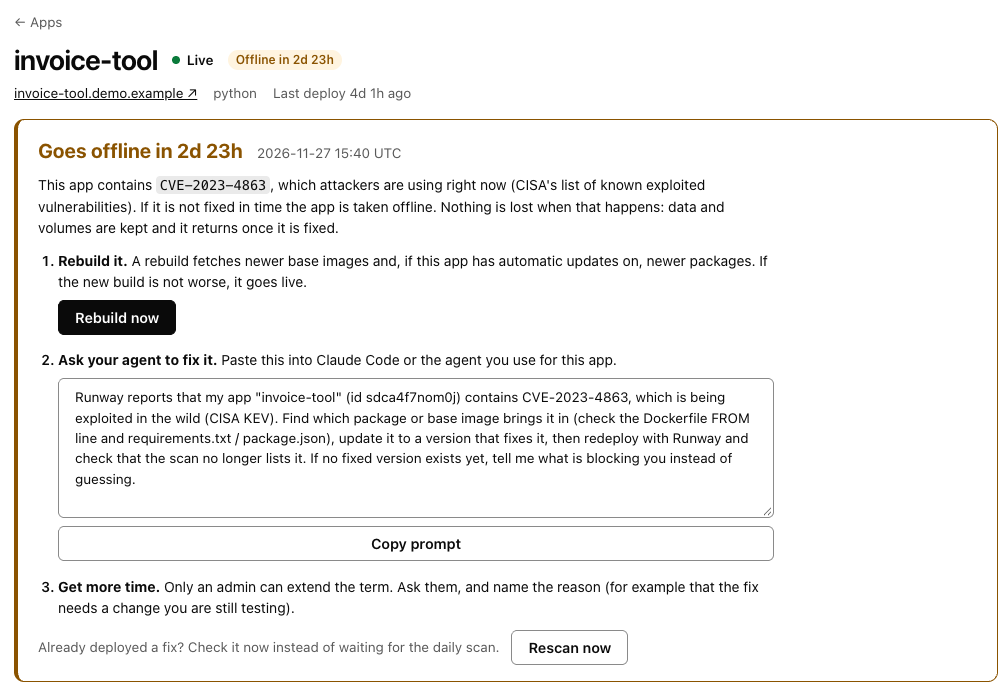 ← Apps
invoice-tool ● Live Offline in 2d 23h
invoice-tool.demo.example ↗ python Last deploy 4d 1h ago
Goes offline in 2d 23h 2026-11-27 15:40 UTC
This app contains CVE-2023-4863, which attackers are using right now (CISA's list of known exploited
vulnerabilities). If it is not fixed in time the app is taken offline. Nothing is lost when that happens: data and
volumes are kept and it returns once it is fixed.
1. Rebuild it. A rebuild fetches newer base images and, if this app has automatic updates on, newer packages. If
the new build is not worse, it goes live.
Rebuild now
2. Ask your agent to fix it. Paste this into Claude Code or the agent you use for this app.
Runway reports that my app "invoice-tool" (id sdca4f7nom0j) contains CVE-2023-4863, which is being
exploited in the wild (CISA KEV). Find which package or base image brings it in (check the Dockerfile FROM
line and requirements.txt / package.json), update it to a version that fixes it, then redeploy with Runway and
check that the scan no longer lists it. If no fixed version exists yet, tell me what is blocking you instead of
guessing.
Copy prompt
3. Get more time. Only an admin can extend the term. Ask them, and name the reason (for example that the fix
needs a change you are still testing).
Already deployed a fix? Check it now instead of waiting for the daily scan. Rescan now